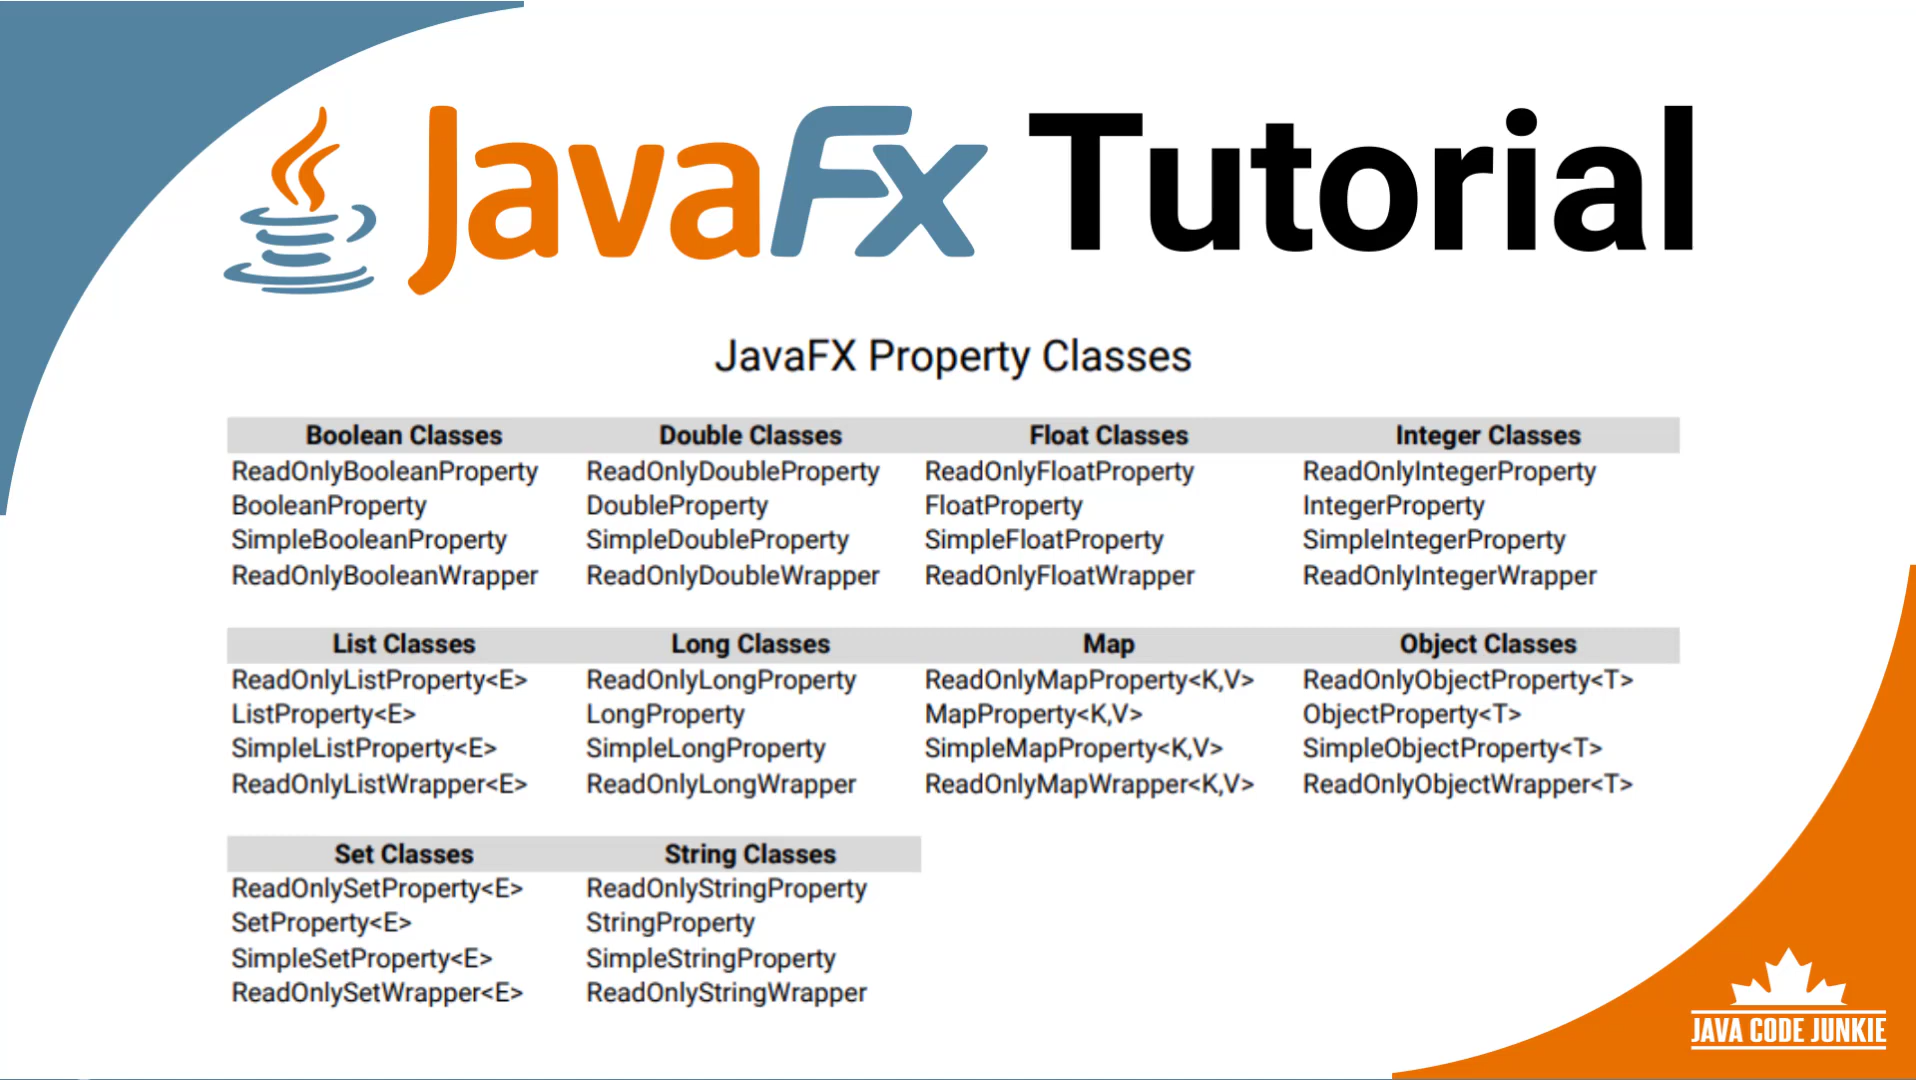 JavaFx Tutorial
JavaFX Property Classes
Boolean Classes Double Classes Float Classes Integer Classes
ReadOnlyBooleanProperty ReadOnlyDoubleProperty ReadOnlyFloatProperty ReadOnlyIntegerProperty
BooleanProperty DoubleProperty FloatProperty IntegerProperty
SimpleBooleanProperty SimpleDoubleProperty SimpleFloatProperty SimpleIntegerProperty
ReadOnlyBooleanWrapper ReadOnlyDoubleWrapper ReadOnlyFloatWrapper ReadOnlyIntegerWrapper
List Classes Long Classes Map Object Classes
ReadOnlyListProperty<E> ReadOnlyLongProperty ReadOnlyMapProperty<K,V> ReadOnlyObjectProperty<T>
ListProperty<E> LongProperty MapProperty<K,V> ObjectProperty<T>
SimpleListProperty<E> SimpleLongProperty SimpleMapProperty<K,V> SimpleObjectProperty<T>
ReadOnlyListWrapper<E> ReadOnlyLongWrapper ReadOnlyMapWrapper<K,V> ReadOnlyObjectWrapper<T>
Set Classes String Classes
ReadOnlySetProperty<E> ReadOnlyStringProperty
SetProperty<E> StringProperty
SimpleSetProperty<E> SimpleStringProperty
ReadOnlySetWrapper<E> ReadOnlyStringWrapper
JAVA CODE JUNKIE